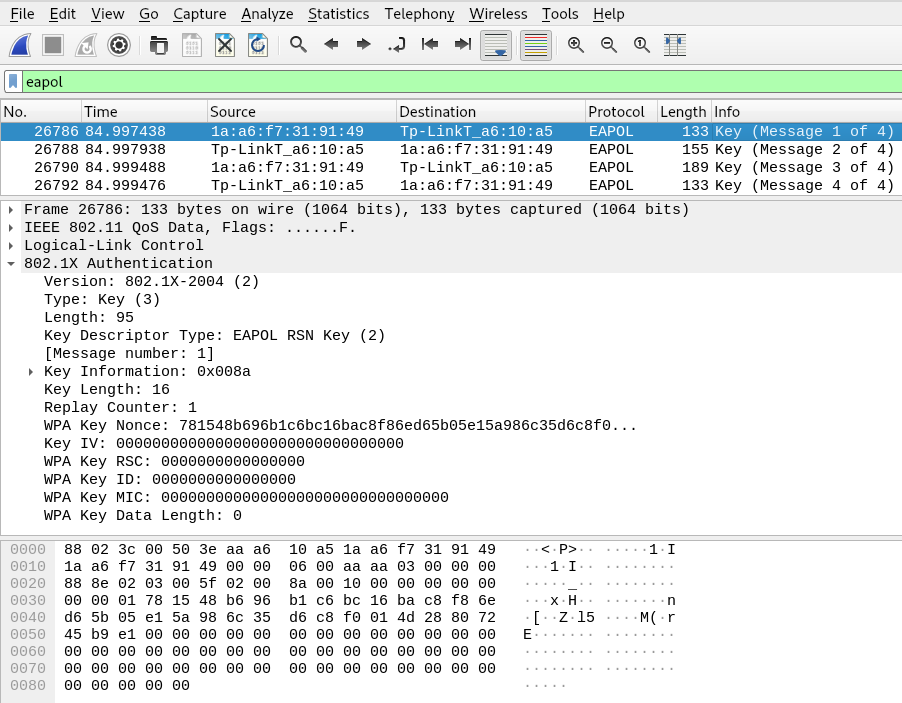 File Edit View Go Capture Analyze Statistics Telephony Wireless Tools Help
eapol
No. Time Source Destination Protocol Length Info
26786 84.997438 1a:a6:f7:31:91:49 Tp-LinkT_a6:10:a5 EAPOL 133 Key (Message 1 of 4)
26788 84.997938 Tp-LinkT_a6:10:a5 1a:a6:f7:31:91:49 EAPOL 155 Key (Message 2 of 4)
26790 84.999488 1a:a6:f7:31:91:49 Tp-LinkT_a6:10:a5 EAPOL 189 Key (Message 3 of 4)
26792 84.999476 Tp-LinkT_a6:10:a5 1a:a6:f7:31:91:49 EAPOL 133 Key (Message 4 of 4)
Frame 26786: 133 bytes on wire (1064 bits), 133 bytes captured (1064 bits)
IEEE 802.11 QoS Data, Flags: ......F.
Logical-Link Control
802.1X Authentication
Version: 802.1X-2004 (2)
Type: Key (3)
Length: 95
Key Descriptor Type: EAPOL RSN Key (2)
[Message number: 1]
Key Information: 0x008a
Key Length: 16
Replay Counter: 1
WPA Key Nonce: 781548b696b1c6bc16bac8f86ed65b05e15a986c35d6c8f0...
Key IV: 00000000000000000000000000000000
WPA Key RSC: 0000000000000000
WPA Key ID: 0000000000000000
WPA Key MIC: 00000000000000000000000000000000
WPA Key Data Length: 0
0000 88 02 3c 00 50 3e aa a6 10 a5 1a a6 f7 31 91 49 ··<·P>·· ·····1·I
0010 1a a6 f7 31 91 49 00 00 06 00 aa aa 03 00 00 00 ···1·I·· ········
0020 88 8e 02 03 00 5f 02 00 8a 00 10 00 00 00 00 00 ·····_·· ········
0030 00 00 01 78 15 48 b6 96 b1 c6 bc 16 ba c8 f8 6e ···x·H·· ·······n
0040 d6 5b 05 e1 5a 98 6c 35 d6 c8 f0 01 4d 28 80 72 ·[··Z·l5 ····M(·r
0050 45 b9 e1 00 00 00 00 00 00 00 00 00 00 00 00 00 E······· ········
0060 00 00 00 00 00 00 00 00 00 00 00 00 00 00 00 00 ········ ········
0070 00 00 00 00 00 00 00 00 00 00 00 00 00 00 00 00 ········ ········
0080 00 00 00 00 00 ·····